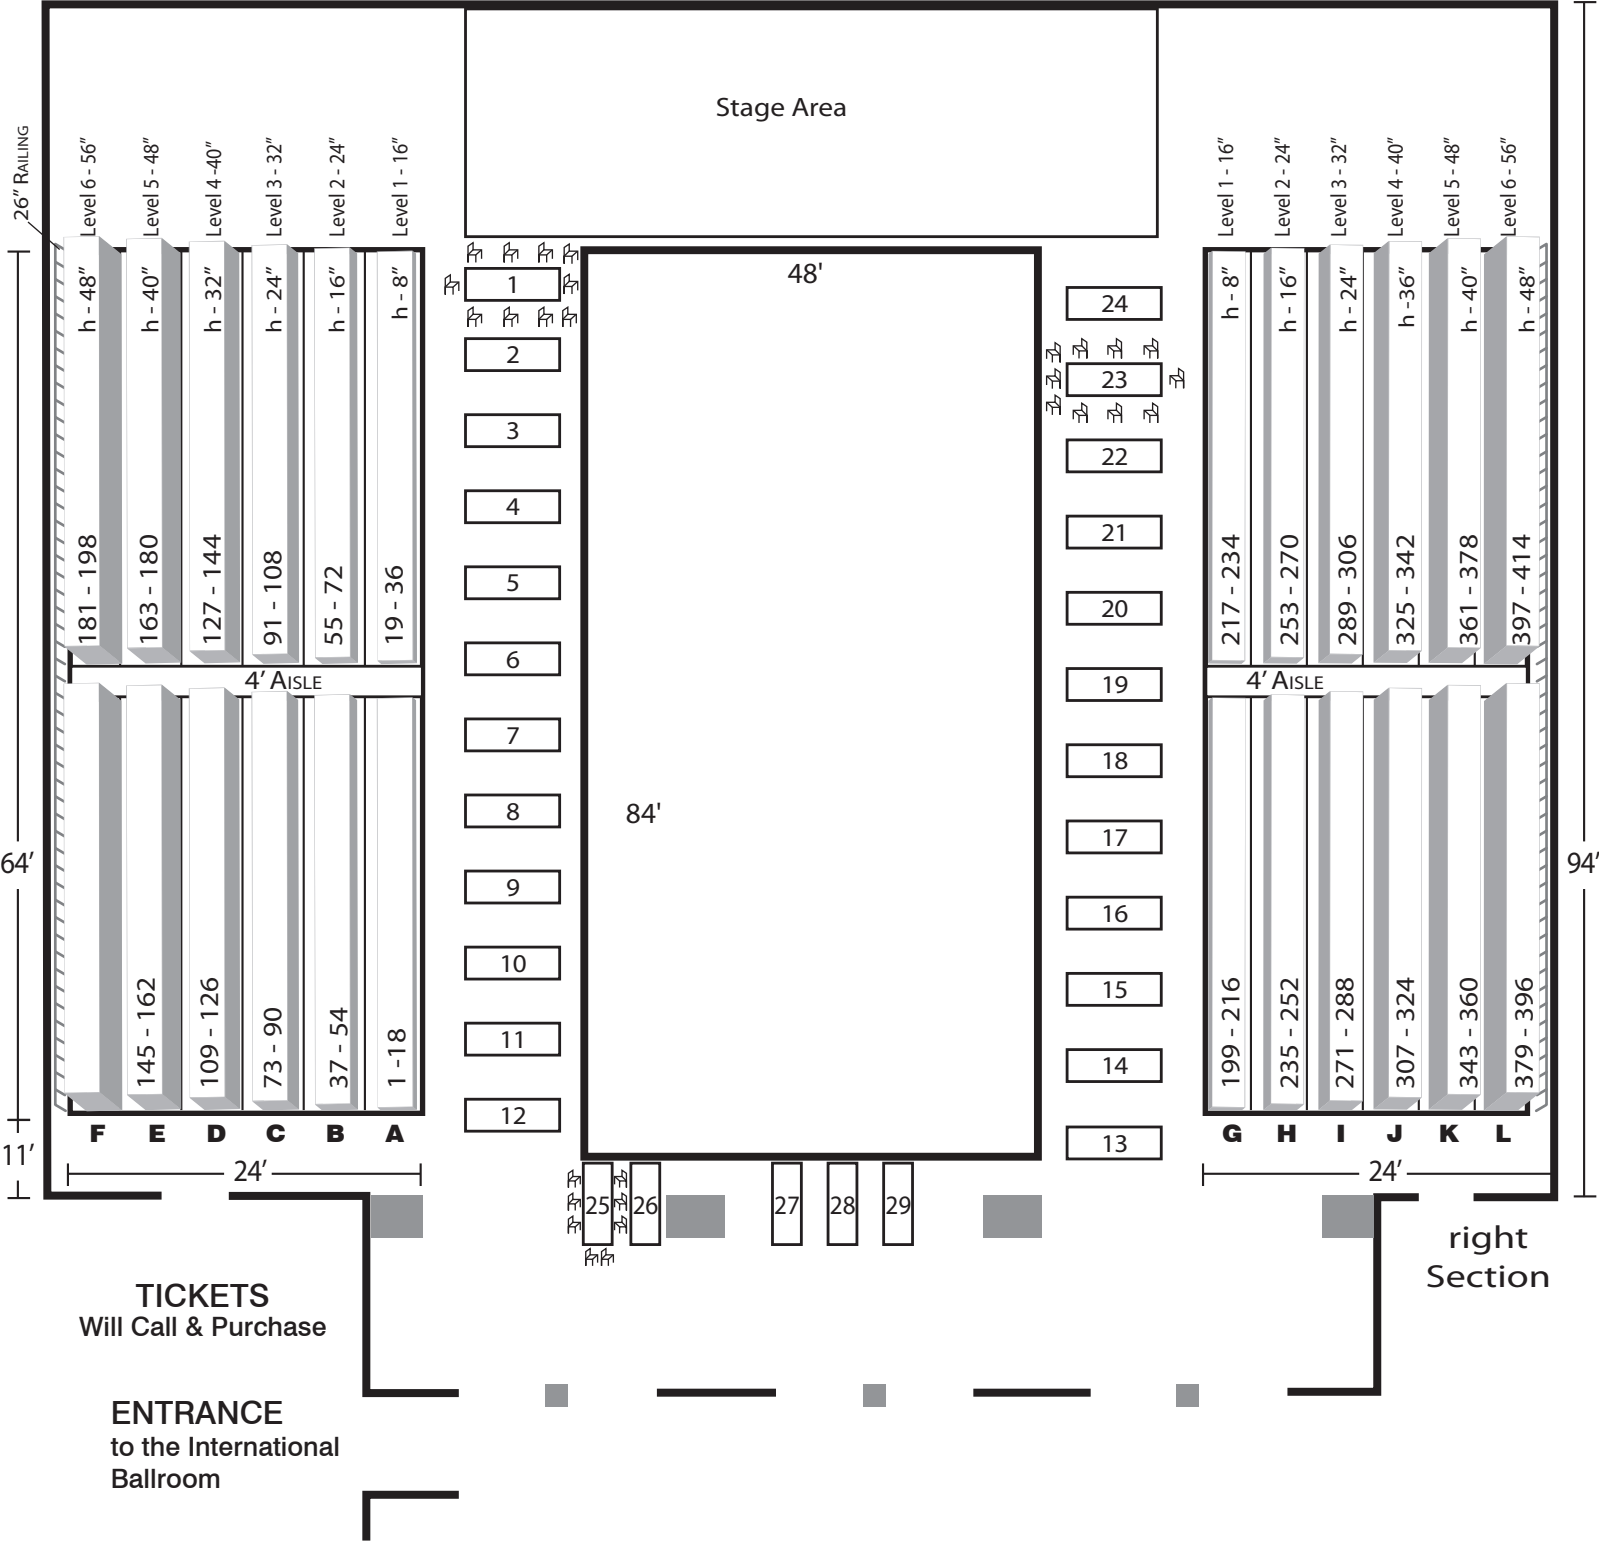 Stage Area
26” RAILING
Level 6 - 56”
Level 5 - 48”
Level 4 -40”
Level 3 - 32”
Level 2 - 24”
Level 1 - 16”
Level 1 - 16”
Level 2 - 24”
Level 3 - 32”
Level 4 - 40”
Level 5 - 48”
Level 6 - 56”
h - 48”
h - 40”
h - 32”
h - 24”
h - 16”
h - 8”
h - 8”
h - 16”
h - 24”
h -36”
h - 40”
h - 48”
181 - 198
163 - 180
127 - 144
91 - 108
55 - 72
19 - 36
217 - 234
253 - 270
289 - 306
325 - 342
361 - 378
397 - 414
4’ AISLE
4’ AISLE
145 - 162
109 - 126
73 - 90
37 - 54
1 -18
199 - 216
235 - 252
271 - 288
307 - 324
343 - 360
379 - 396
F E D C B A
G H I J K L
64’
11’
24’
24’
94’
48'
84'
1
2
3
4
5
6
7
8
9
10
11
12
24
23
22
21
20
19
18
17
16
15
14
13
25 26 27 28 29
right
Section
TICKETS
Will Call & Purchase
ENTRANCE
to the International
Ballroom